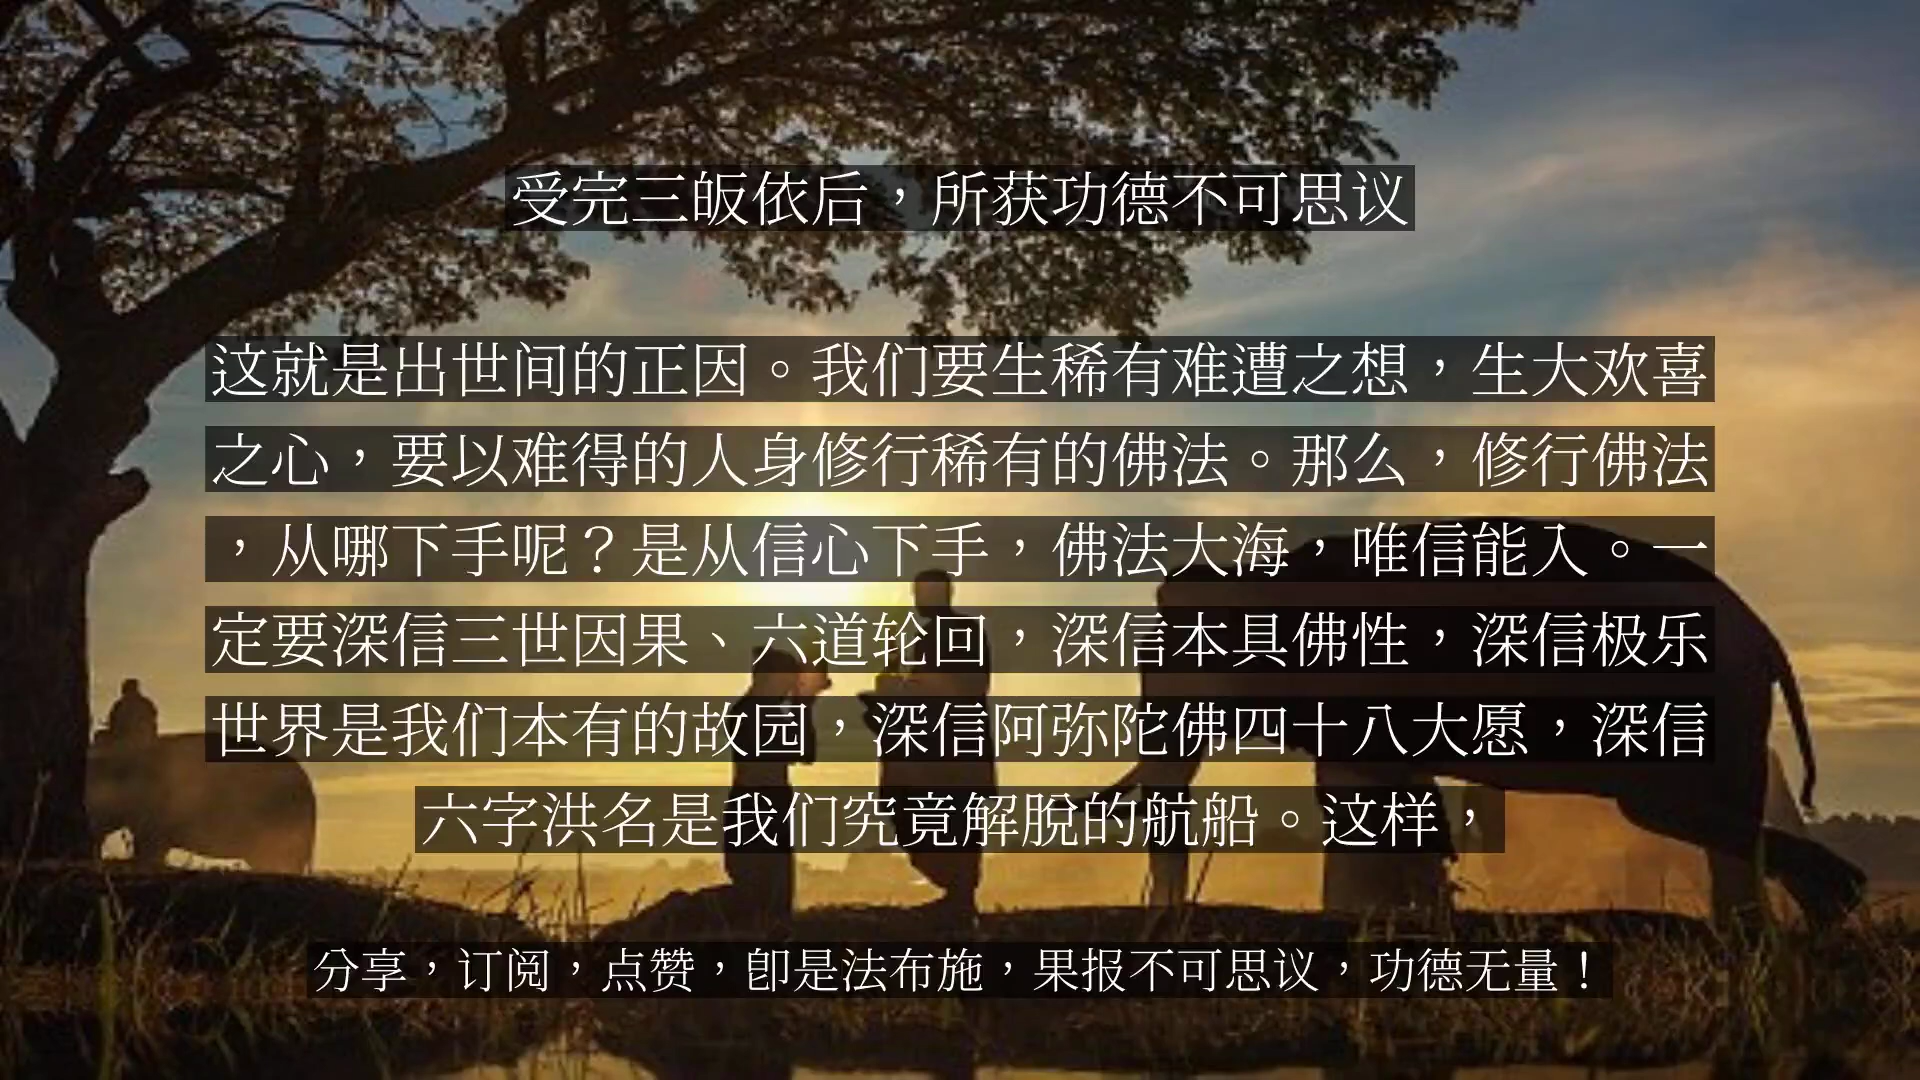 受完三皈依后，所获功德不可思议
这就是出世间的正因。我们要生稀有难遭之想，生大欢喜
之心，要以难得的人身修行稀有的佛法。那么，修行佛法
，从哪下手呢？是从信心下手，佛法大海，唯信能入。一
定要深信三世因果、六道轮回，深信本具佛性，深信极乐
世界是我们本有的故园，深信阿弥陀佛四十八大愿，深信
六字洪名是我们究竟解脱的航船。这样，
分享，订阅，点赞，即是法布施，果报不可思议，功德无量！